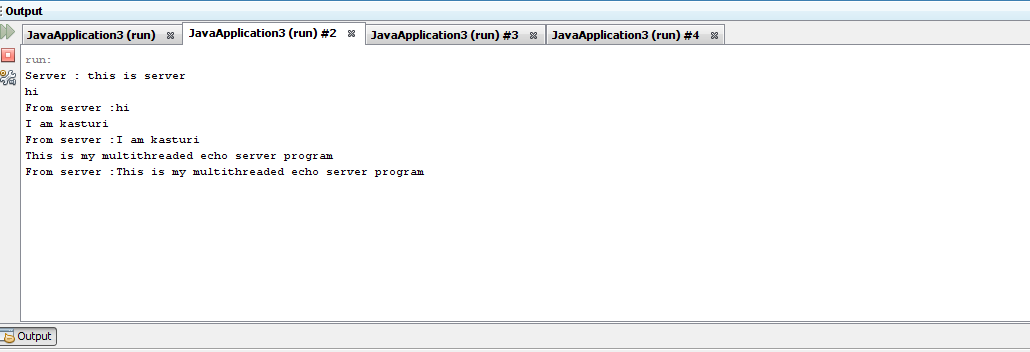 Output
JavaApplication3 (run) JavaApplication3 (run) #2 JavaApplication3 (run) #3 JavaApplication3 (run) #4
run:
Server : this is server
hi
From server :hi
I am kasturi
From server :I am kasturi
This is my multithreaded echo server program
From server :This is my multithreaded echo server program
Output